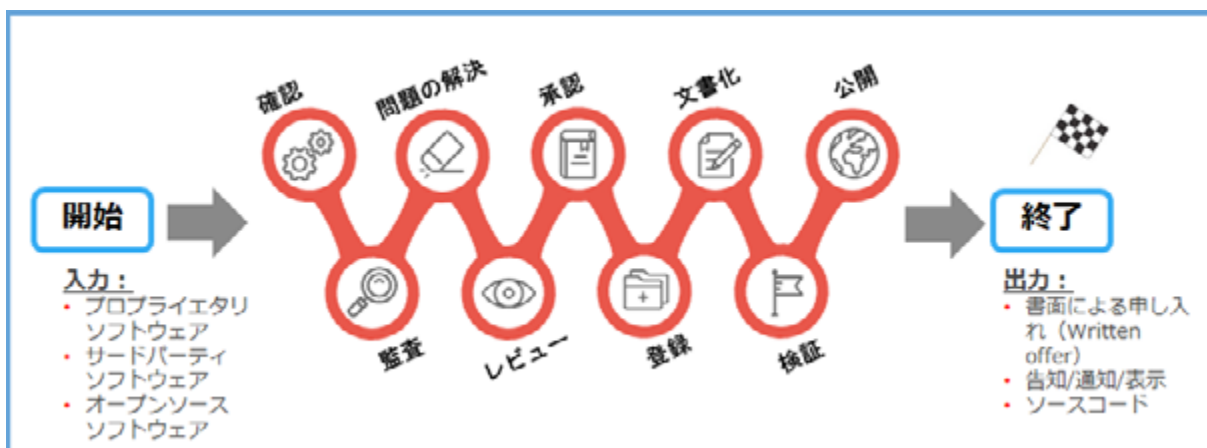 確認
問題の解決
承認
文書化
公開
開始
監査
レビュー
登録
検証
終了
入力：
• プロプライエタリ
ソフトウェア
• サードパーティ
ソフトウェア
• オープンソース
ソフトウェア
出力：
• 書面による申し入
れ（Written
offer）
• 告知/通知/表示
• ソースコード